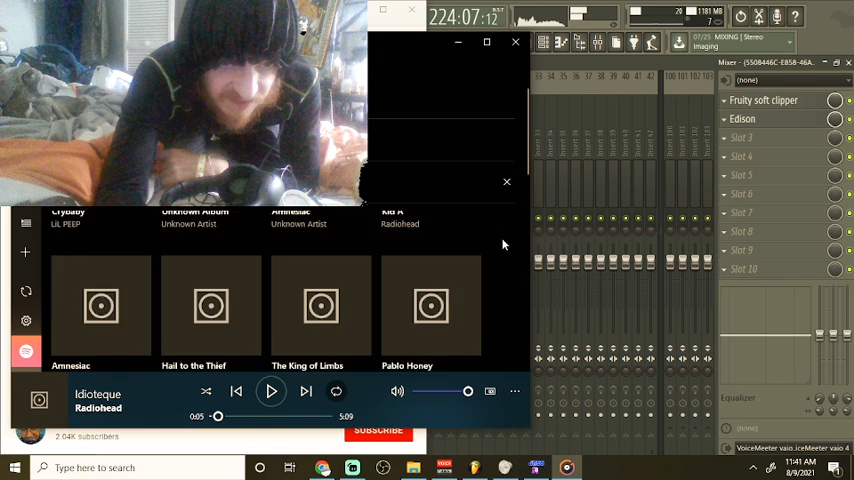 224:07:12
20
1181 MB
7
07/25 MIXING | Stereo
Imaging
Mixer - (5508446C-E858-46A..
(none)
33 34 35 36 37 38 39 40 41 42 100 101 102 103
Fruity soft clipper
Edison
Slot 3
Slot 4
Slot 5
Slot 6
Slot 7
Slot 8
Slot 9
Slot 10
Equalizer
(none)
VoiceMeeter vaio..iceMeeter vaio 4
Crybaby
LiL PEEP
Unknown Album
Unknown Artist
Amnesiac
Unknown Artist
Kid A
Radiohead
Amnesiac
Hail to the Thief
The King of Limbs
Pablo Honey
Idioteque
Radiohead
0:05
5:09
2.04K subscribers
SUBSCRIBE
Type here to search
11:41 AM
8/9/2021